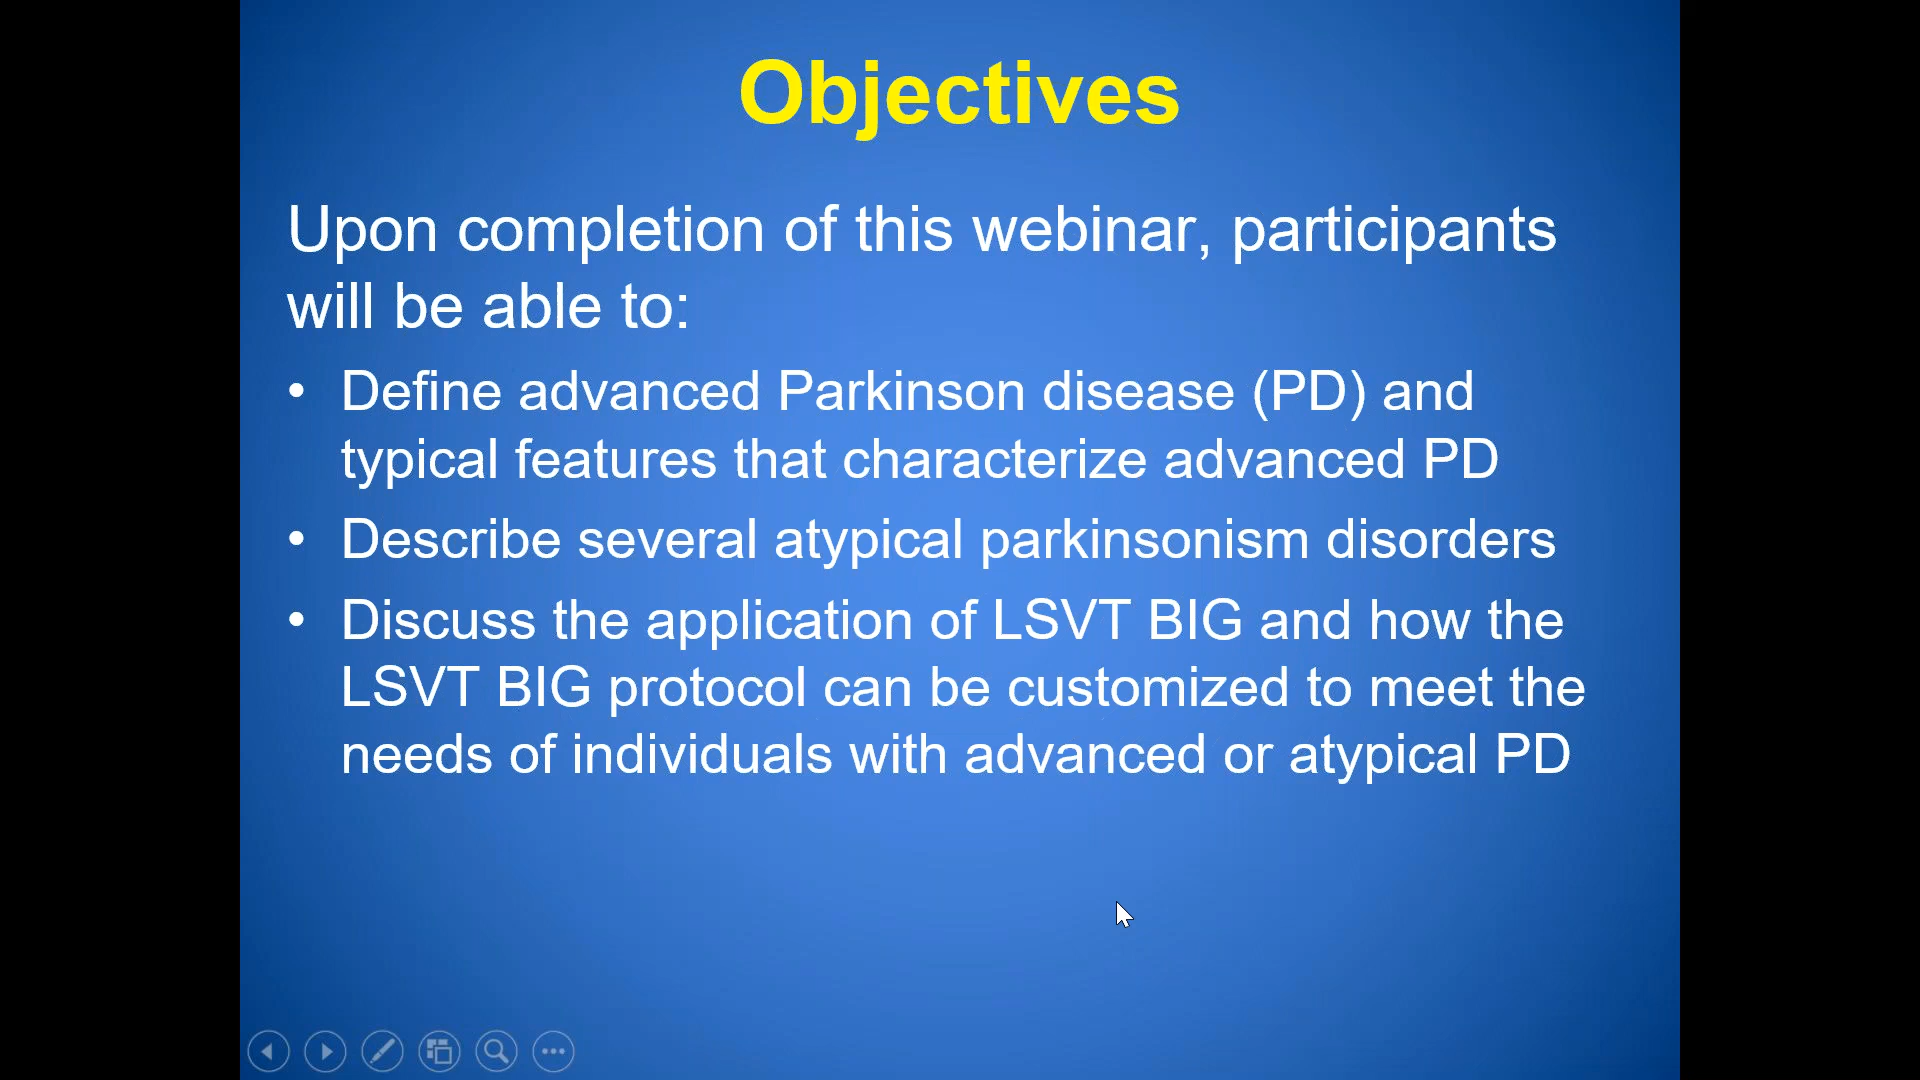 Objectives
Upon completion of this webinar, participants
will be able to:
• Define advanced Parkinson disease (PD) and
typical features that characterize advanced PD
• Describe several atypical parkinsonism disorders
• Discuss the application of LSVT BIG and how the
LSVT BIG protocol can be customized to meet the
needs of individuals with advanced or atypical PD